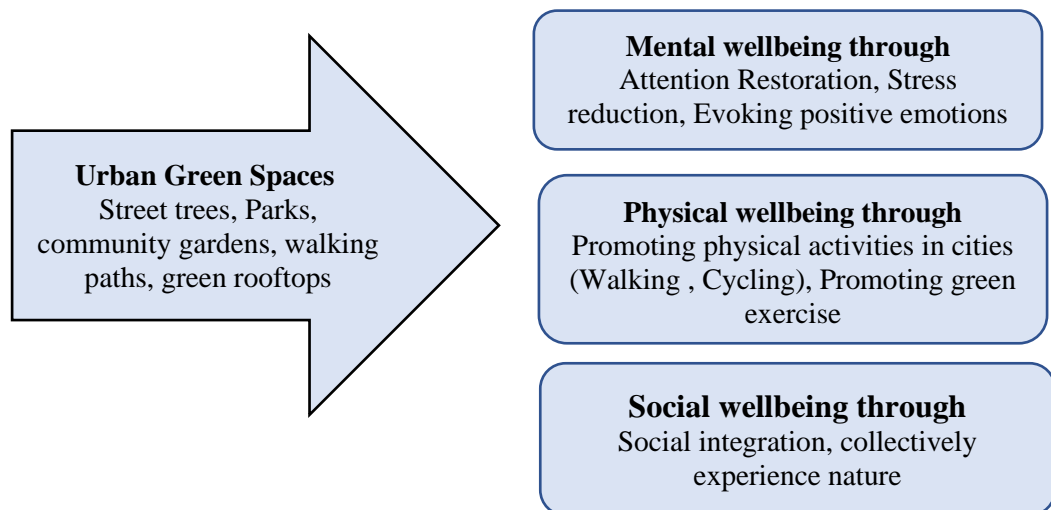 Urban Green Spaces
Street trees, Parks,
community gardens, walking
paths, green rooftops
Mental wellbeing through
Attention Restoration, Stress
reduction, Evoking positive emotions
Physical wellbeing through
Promoting physical activities in cities
(Walking , Cycling), Promoting green
exercise
Social wellbeing through
Social integration, collectively
experience nature